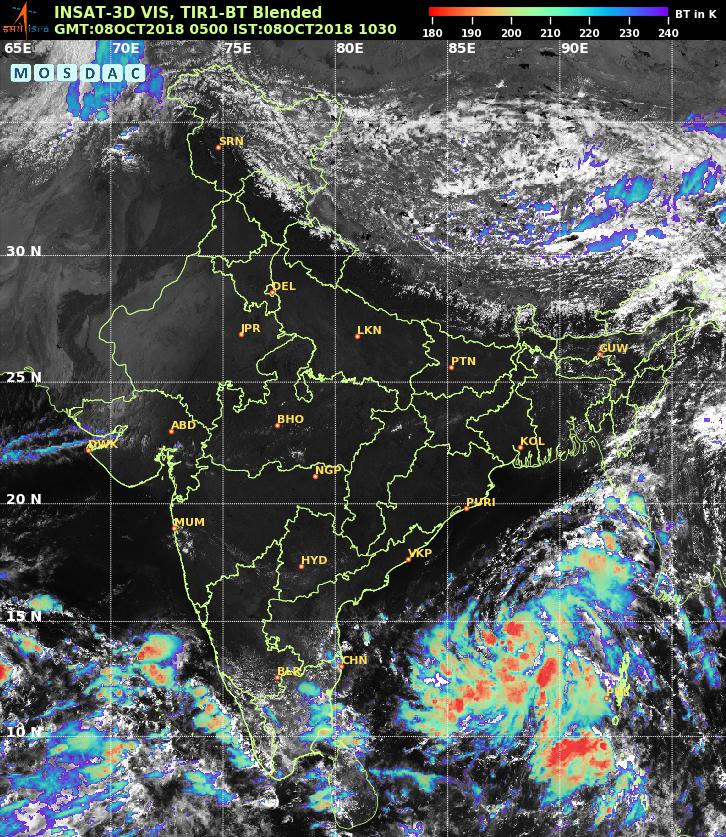 INSAT-3D VIS, TIR1-BT Blended
GMT:08OCT2018 0500 IST:08OCT2018 1030
BT in K
180 190 200 210 220 230 240
65E 70E 75E 80E 85E 90E
MOSDAC
SRN
30 N
DEL
JPR LKN
GUW
PTN
25 N
ABD BHO
DWK KOL
NGP
20 N PURI
MUM
HYD VKP
15 N
CHN
BLR
10 N